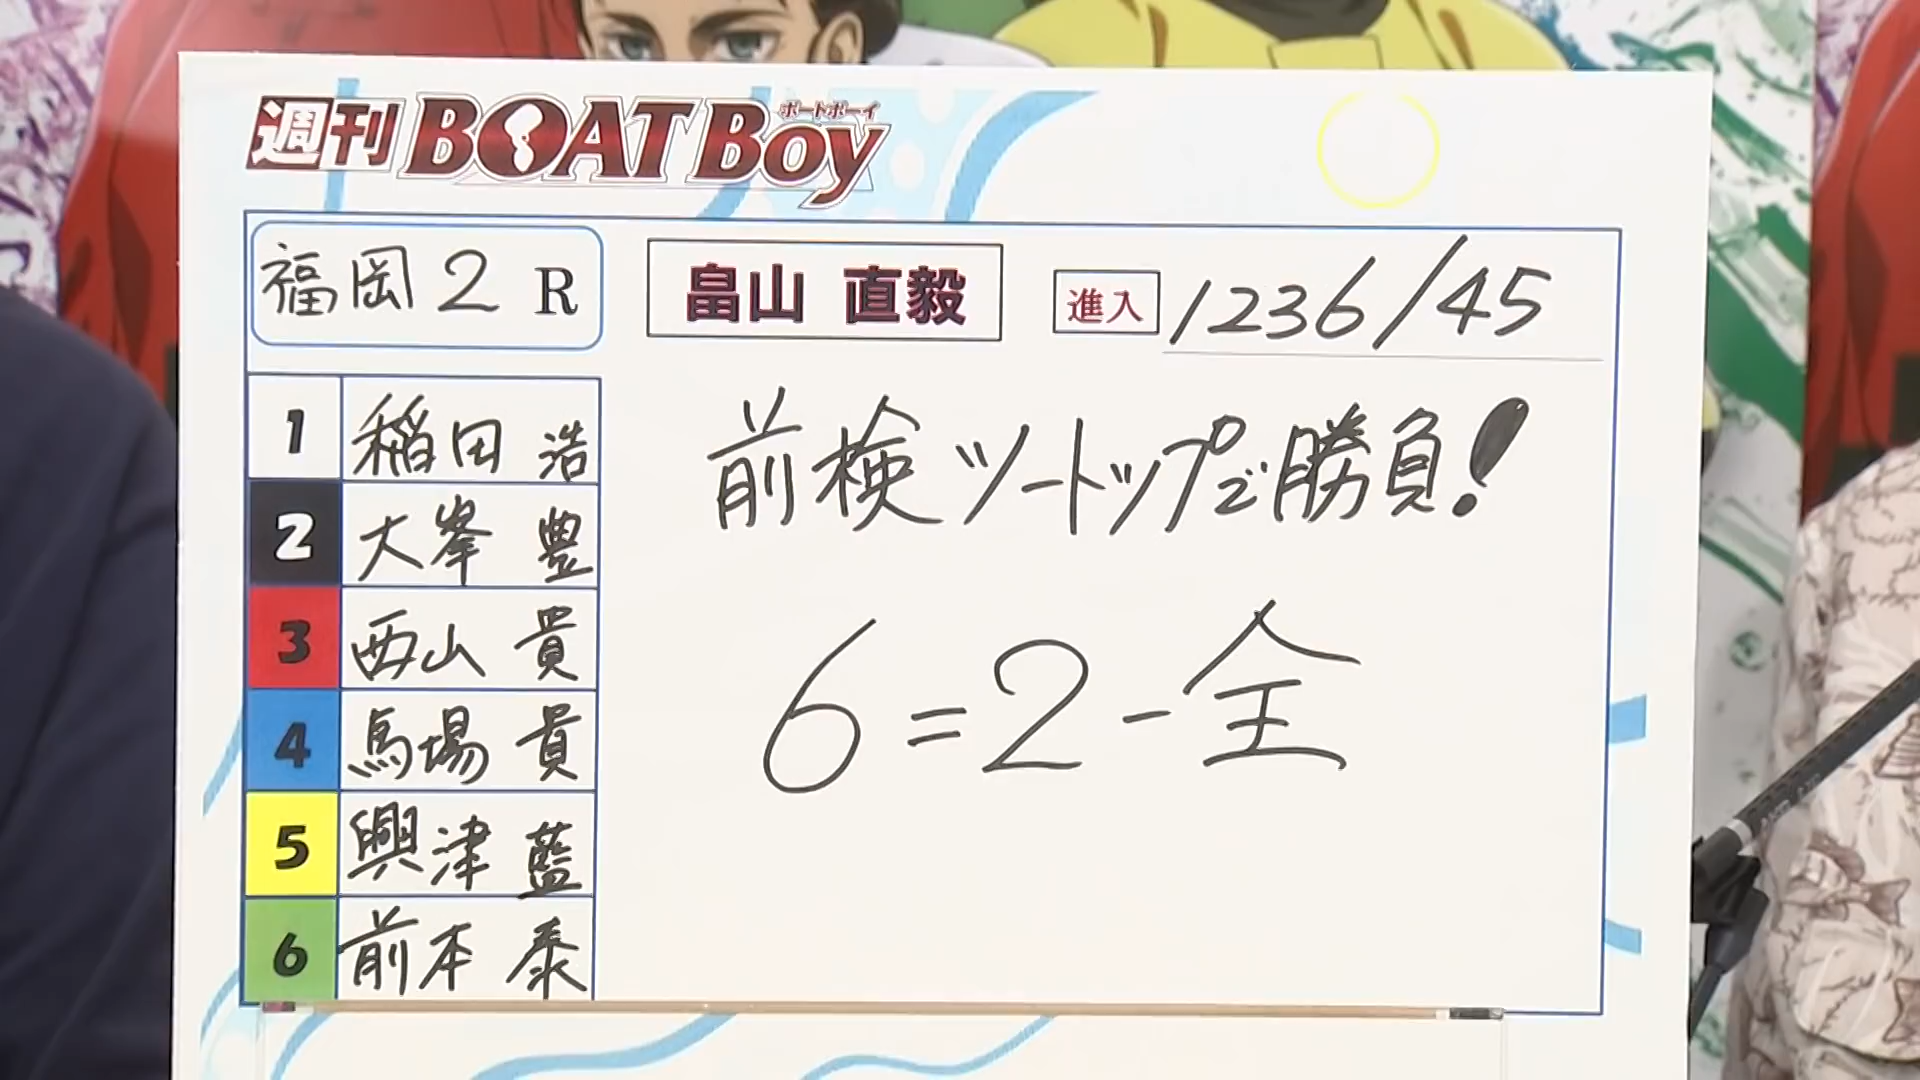 週刊 BOAT Boy ボートボーイ
福岡 2 R
畠山 直毅
進入 1236/45
1 稲田 浩
2 大峯 豊
3 西山 貴
4 馬場 貴
5 興津 藍
6 前本 泰
前検ツートップで勝負!
6=2-全